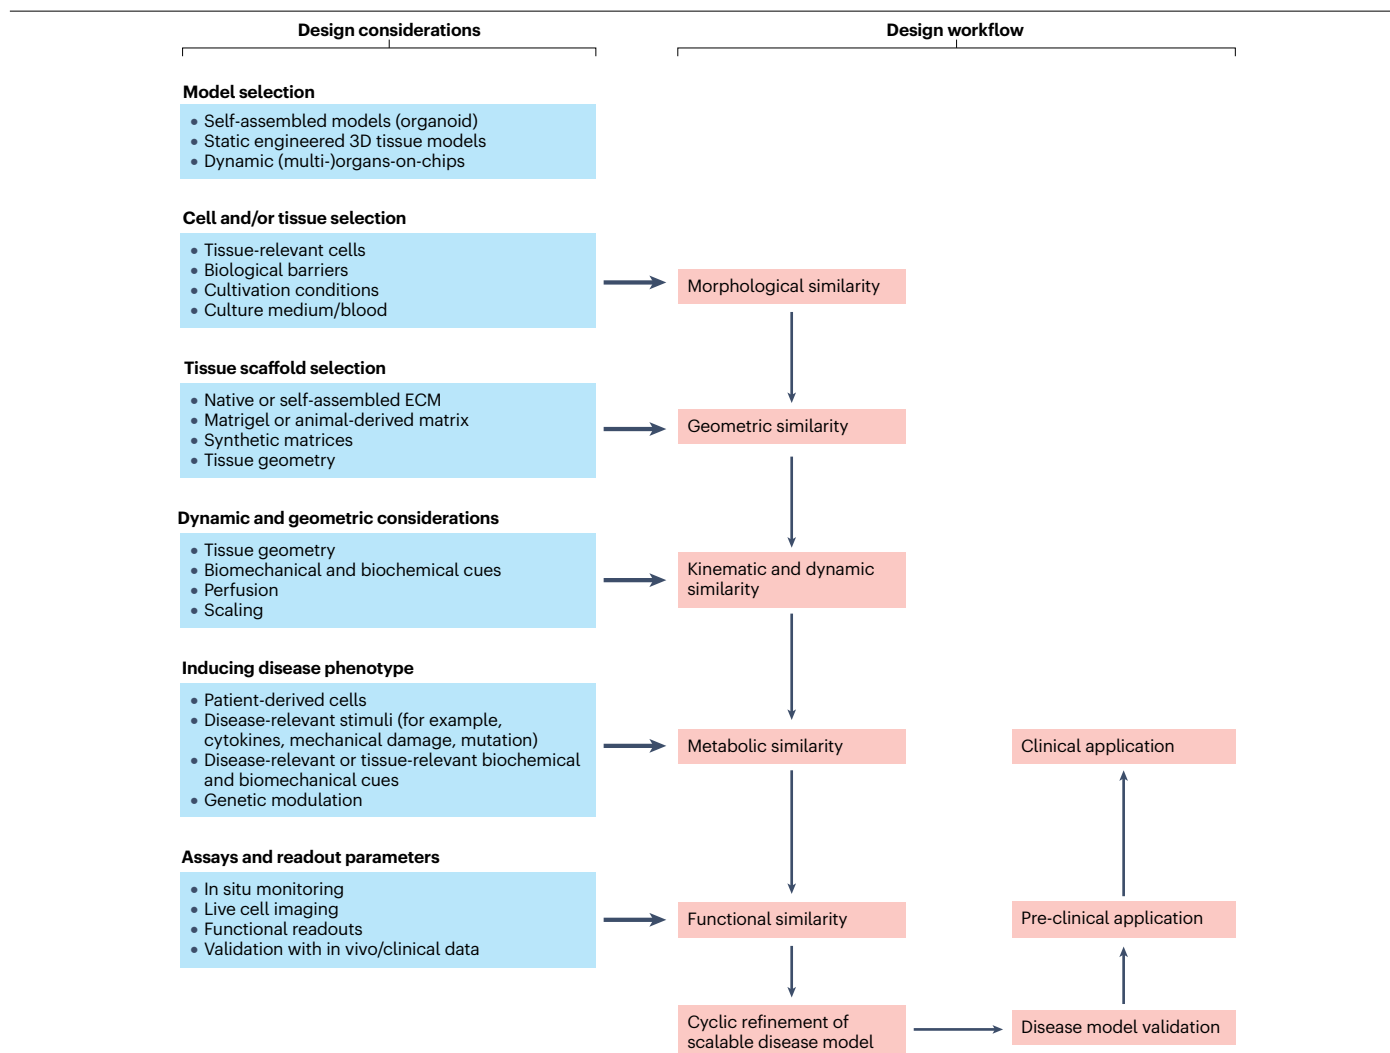 Design considerations
Design workflow
Model selection
• Self-assembled models (organoid)
• Static engineered 3D tissue models
• Dynamic (multi-)organs-on-chips
Cell and/or tissue selection
• Tissue-relevant cells
• Biological barriers
• Cultivation conditions
• Culture medium/blood
Morphological similarity
Tissue scaffold selection
• Native or self-assembled ECM
• Matrigel or animal-derived matrix
• Synthetic matrices
• Tissue geometry
Geometric similarity
Dynamic and geometric considerations
• Tissue geometry
• Biomechanical and biochemical cues
• Perfusion
• Scaling
Kinematic and dynamic
similarity
Inducing disease phenotype
• Patient-derived cells
• Disease-relevant stimuli (for example,
cytokines, mechanical damage, mutation)
• Disease-relevant or tissue-relevant biochemical
and biomechanical cues
• Genetic modulation
Metabolic similarity
Clinical application
Assays and readout parameters
• In situ monitoring
• Live cell imaging
• Functional readouts
• Validation with in vivo/clinical data
Functional similarity
Pre-clinical application
Cyclic refinement of
scalable disease model
Disease model validation